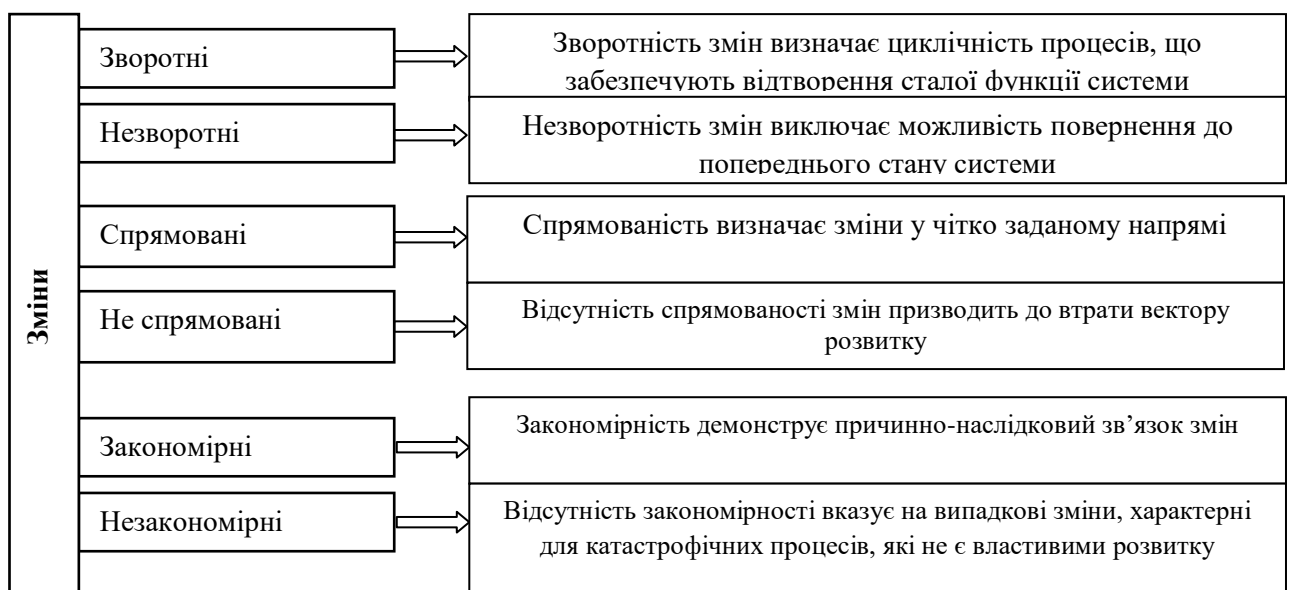 Зміни
Зворотні
Зворотність змін визначає циклічність процесів, що
забезпечують відтворення сталої функції системи
Незворотні
Незворотність змін виключає можливість повернення до
попереднього стану системи
Спрямовані
Спрямованість визначає зміни у чітко заданому напрямі
Не спрямовані
Відсутність спрямованості змін призводить до втрати вектору
розвитку
Закономірні
Закономірність демонструє причинно-наслідковий зв’язок змін
Незакономірні
Відсутність закономірності вказує на випадкові зміни, характерні
для катастрофічних процесів, які не є властивими розвитку